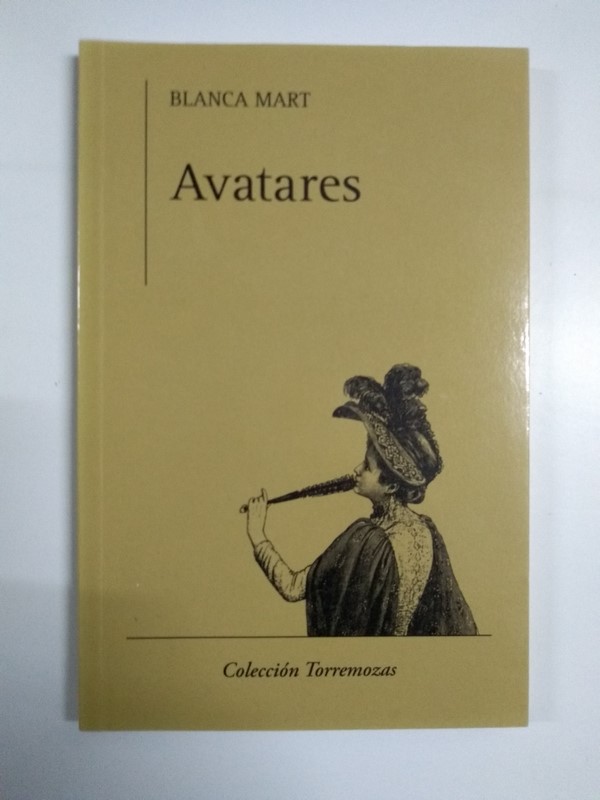 BLANCA MART
Avatares
Colección Torremozas